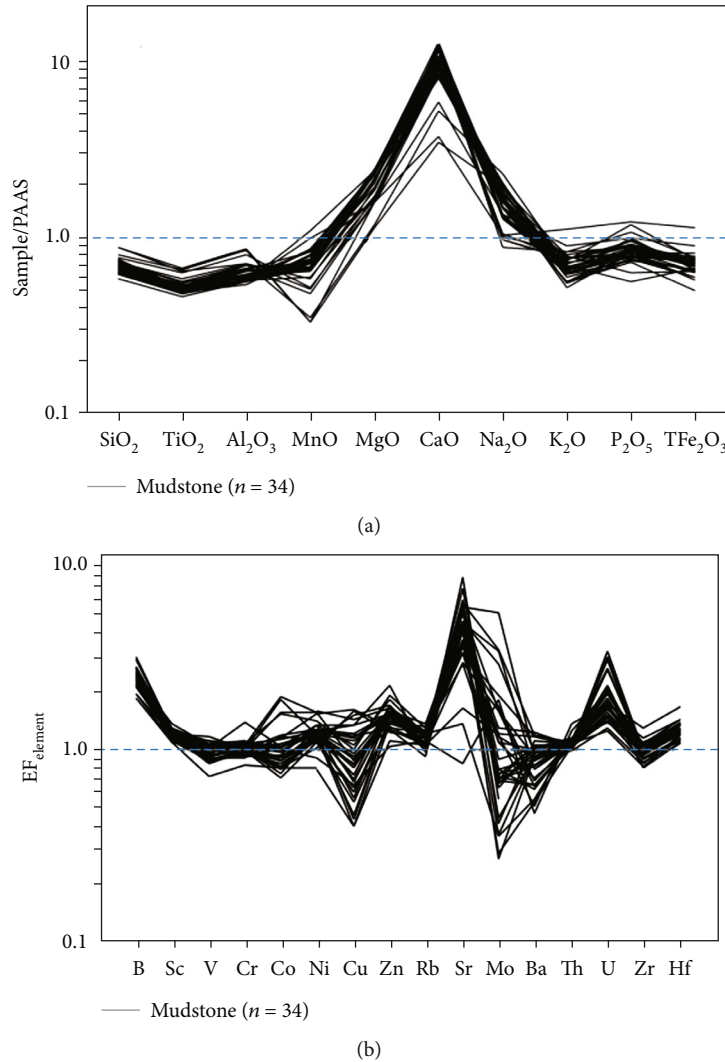 10
1.0
0.1
Sample/PAAS
SiO₂ TiO₂ Al₂O₃ MnO MgO CaO Na₂O K₂O P₂O₅ TFe₂O₃
Mudstone (n = 34)
(a)
10.0
1.0
0.1
EFelement
B Sc V Cr Co Ni Cu Zn Rb Sr Mo Ba Th U Zr Hf
Mudstone (n = 34)
(b)